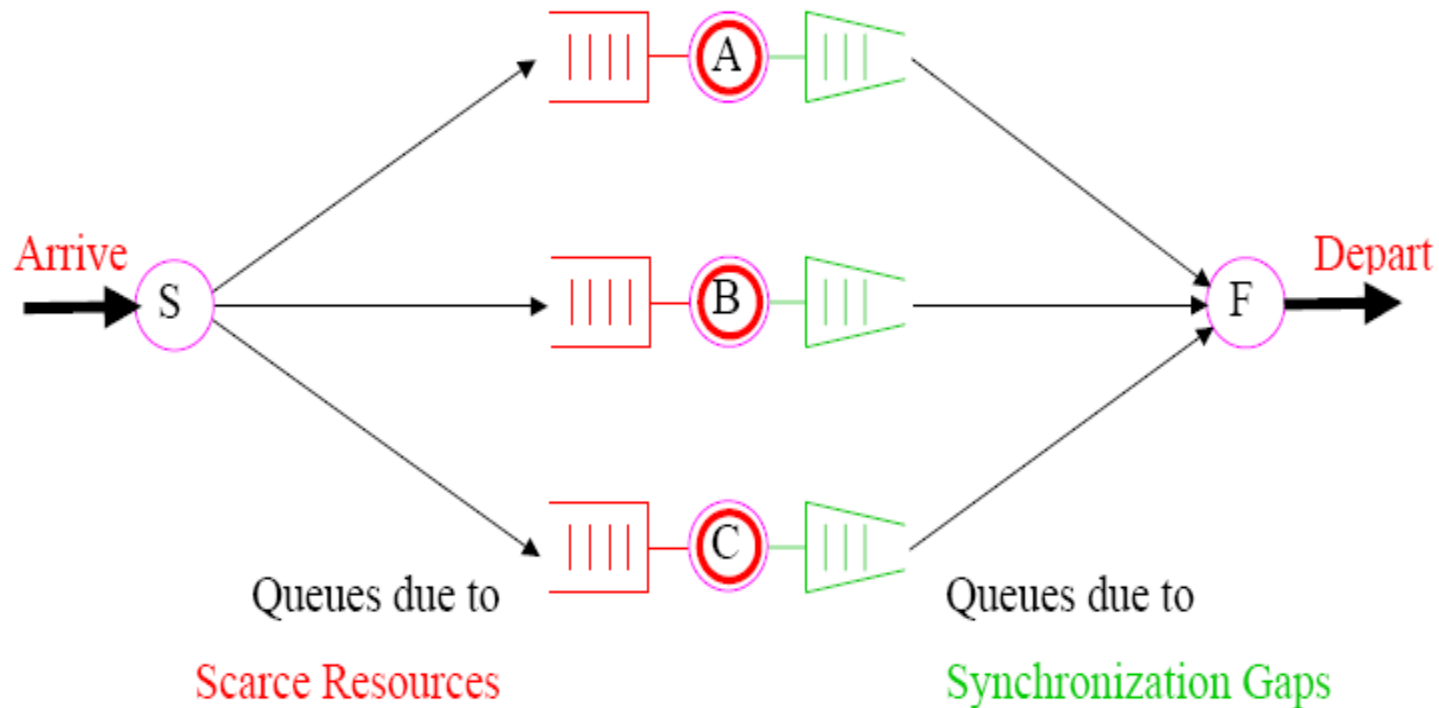 A
Arrive
Depart
S
B
F
C
Queues due to
Scarce Resources
Queues due to
Synchronization Gaps